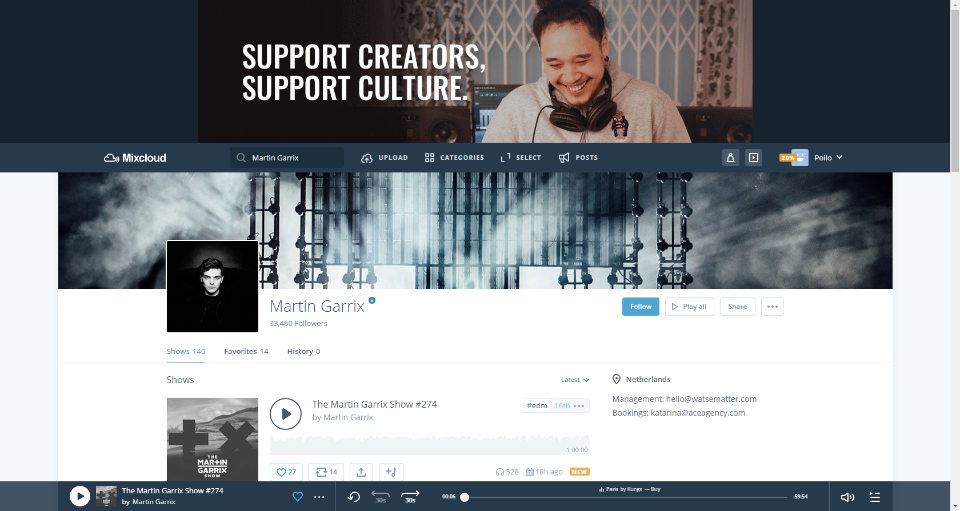 SUPPORT CREATORS,
SUPPORT CULTURE.
Mixcloud
Martin Garrix
UPLOAD
CATEGORIES
SELECT
POSTS
28%
Poilo
Martin Garrix
33,460 Followers
Follow
Play all
Share
Shows 140
Favorites 14
History 0
Shows
Latest
Netherlands
Management: hello@watsematter.com
Bookings: katarina@aceagency.com
The Martin Garrix Show #274
by Martin Garrix
#edm 16th
1:00:00
THE
MARTIN
GARRIX
SHOW
27
14
528
18h ago
NEW
The Martin Garrix Show #274
by Martin Garrix
30s
30s
00:06
Paris by Kungs — Buy
-59:54